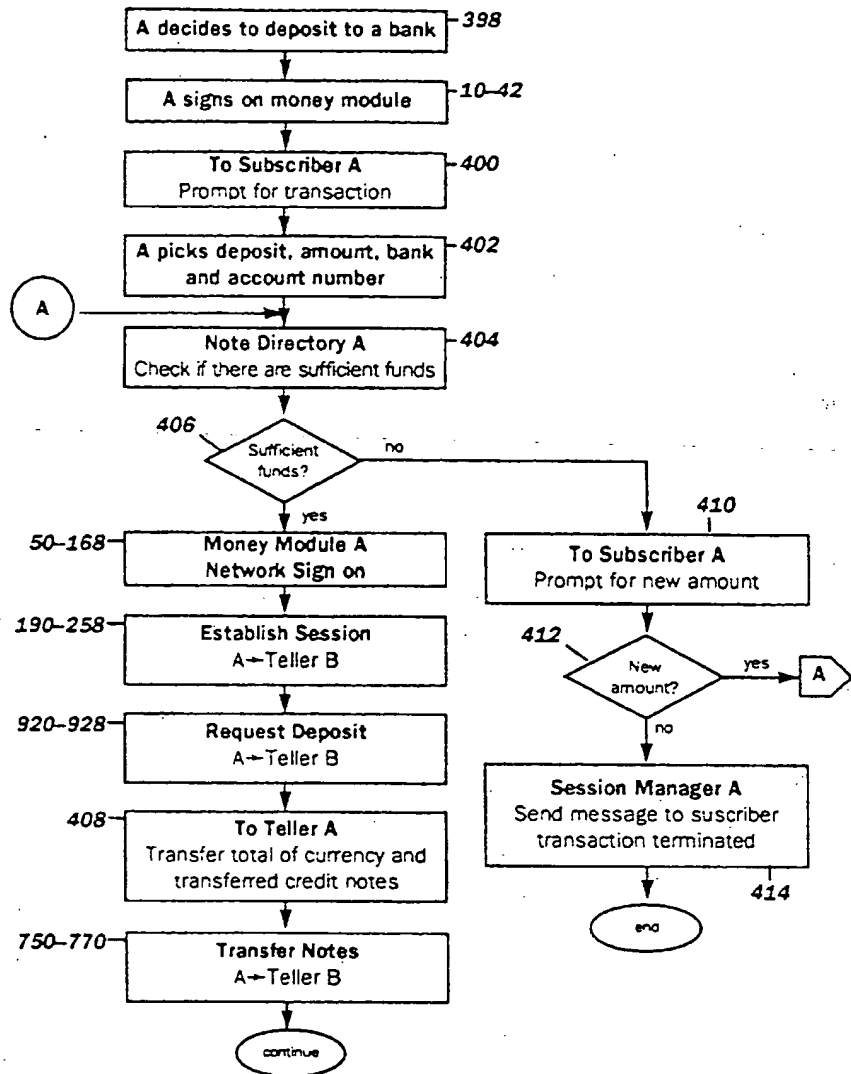 A decides to deposit to a bank
398
A signs on money module
10-42
To Subscriber A
Prompt for transaction
400
A picks deposit, amount, bank
and account number
402
A
Note Directory A
Check if there are sufficient funds
404
406
Sufficient
funds?
no
yes
50-168
Money Module A
Network Sign on
190-258
Establish Session
A→Teller B
920-928
Request Deposit
A→Teller B
408
To Teller A
Transfer total of currency and
transferred credit notes
750-770
Transfer Notes
A→Teller B
continue
410
To Subscriber A
Prompt for new amount
412
New
amount?
yes
A
no
Session Manager A
Send message to suscriber
transaction terminated
414
end